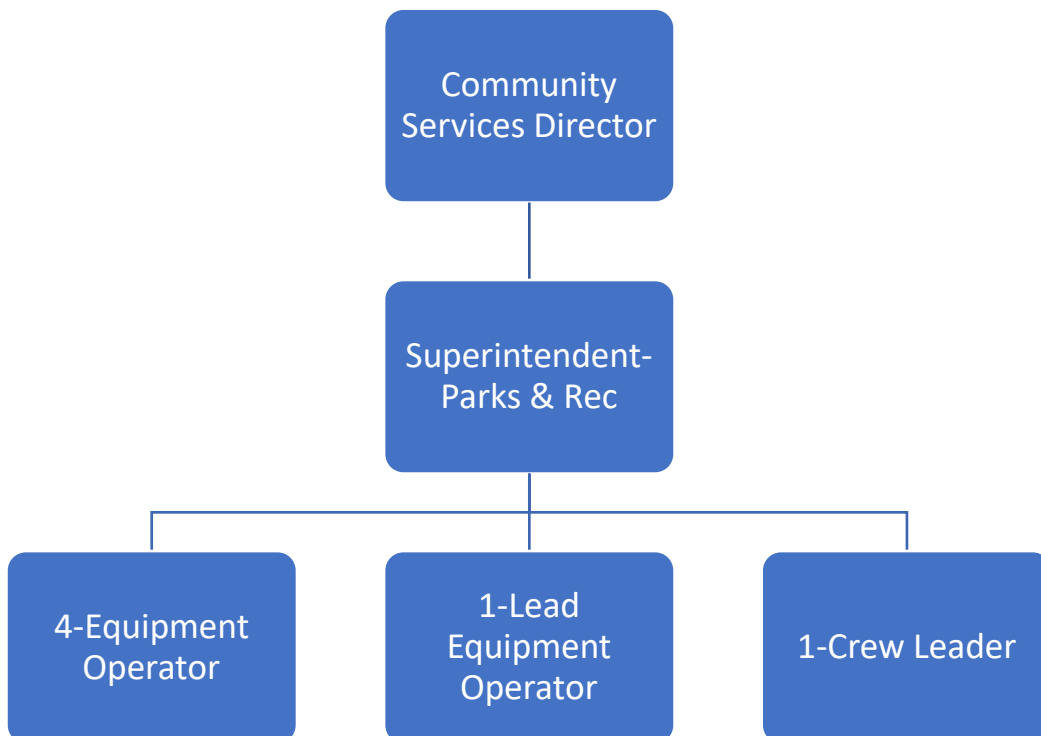 Community
Services Director
Superintendent-
Parks & Rec
4-Equipment
Operator
1-Lead
Equipment
Operator
1-Crew Leader